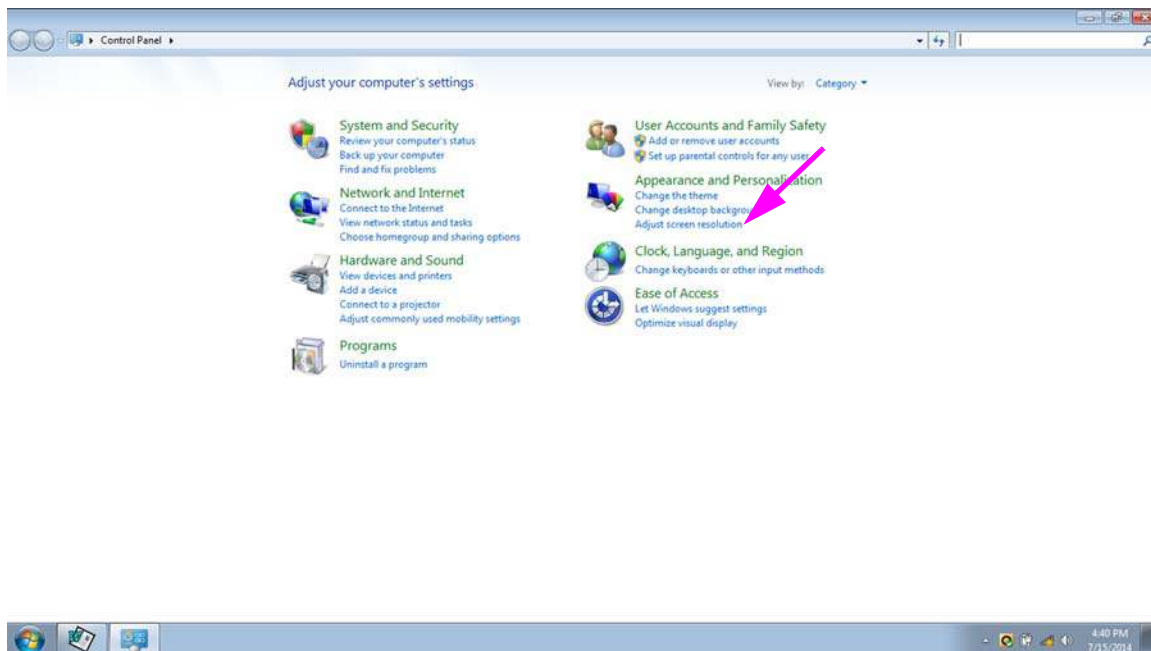 Control Panel
Adjust your computer's settings
View by: Category
System and Security
Review your computer's status
Back up your computer
Find and fix problems
Network and Internet
Connect to the Internet
View network status and tasks
Choose homegroup and sharing options
Hardware and Sound
View devices and printers
Add a device
Connect to a projector
Adjust commonly used mobility settings
Programs
Uninstall a program
User Accounts and Family Safety
Add or remove user accounts
Set up parental controls for any user
Appearance and Personalization
Change the theme
Change desktop backgrou
Adjust screen resolution
Clock, Language, and Region
Change keyboards or other input methods
Ease of Access
Let Windows suggest settings
Optimize visual display
4:40 PM
7/15/2014